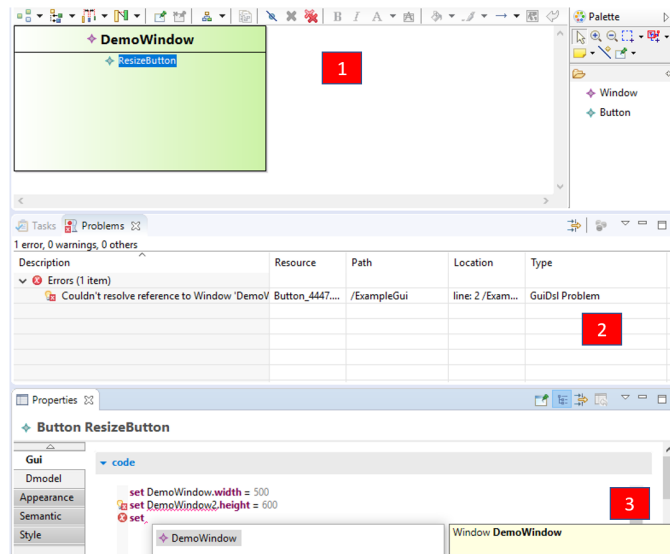 B I A
Palette
DemoWindow
ResizeButton
1
Window
Button
Tasks Problems
1 error, 0 warnings, 0 others
Description Resource Path Location Type
Errors (1 item)
Couldn't resolve reference to Window 'DemoV Button_4447.... /ExampleGui line: 2 /Exam... GuiDsl Problem
2
Properties
Button ResizeButton
Gui
code
Dmodel
Appearance
Semantic
Style
set DemoWindow.width = 500
set DemoWindow2.height = 600
set
3
DemoWindow
Window DemoWindow